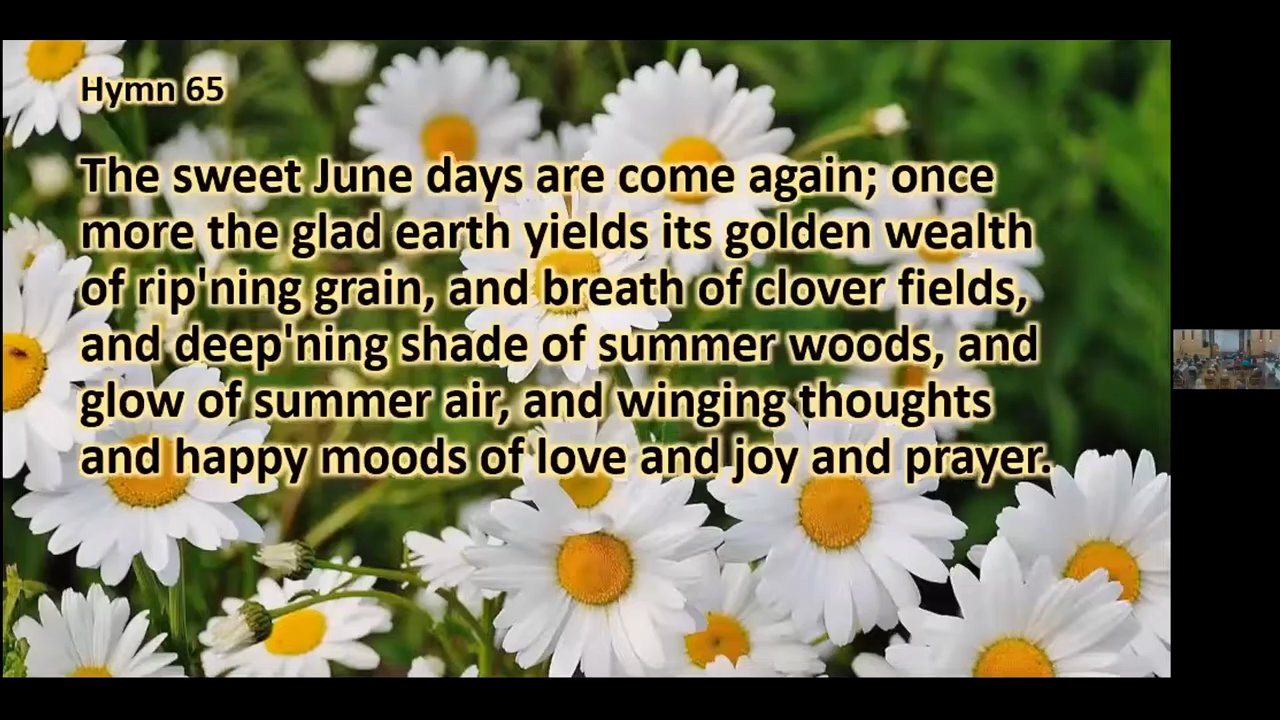 Hymn 65
The sweet June days are come again; once
more the glad earth yields its golden wealth
of rip'ning grain, and breath of clover fields,
and deep'ning shade of summer woods, and
glow of summer air, and winging thoughts
and happy moods of love and joy and prayer.